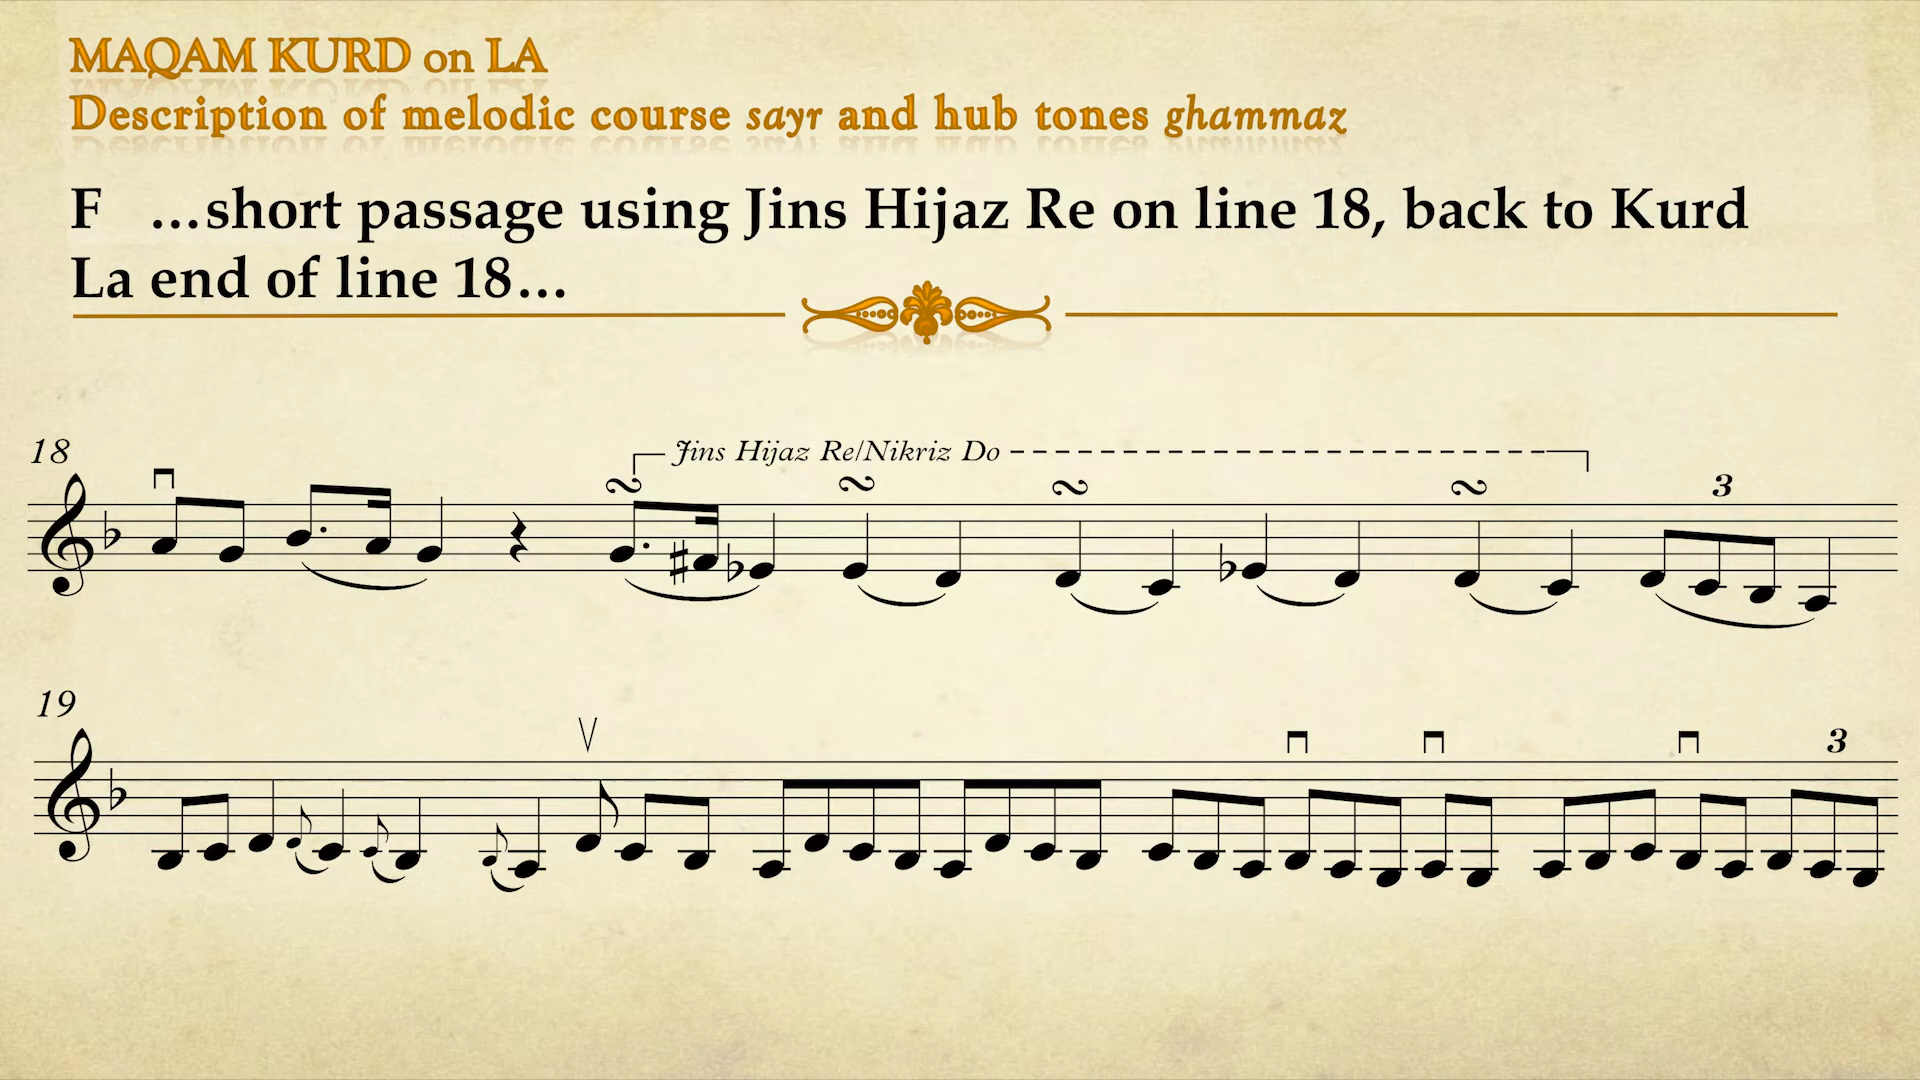 MAQAM KURD on LA
Description of melodic course sayr and hub tones ghammaz
F …short passage using Jins Hijaz Re on line 18, back to Kurd
La end of line 18…
18
Jins Hijaz Re/Nikriz Do
3
19
3